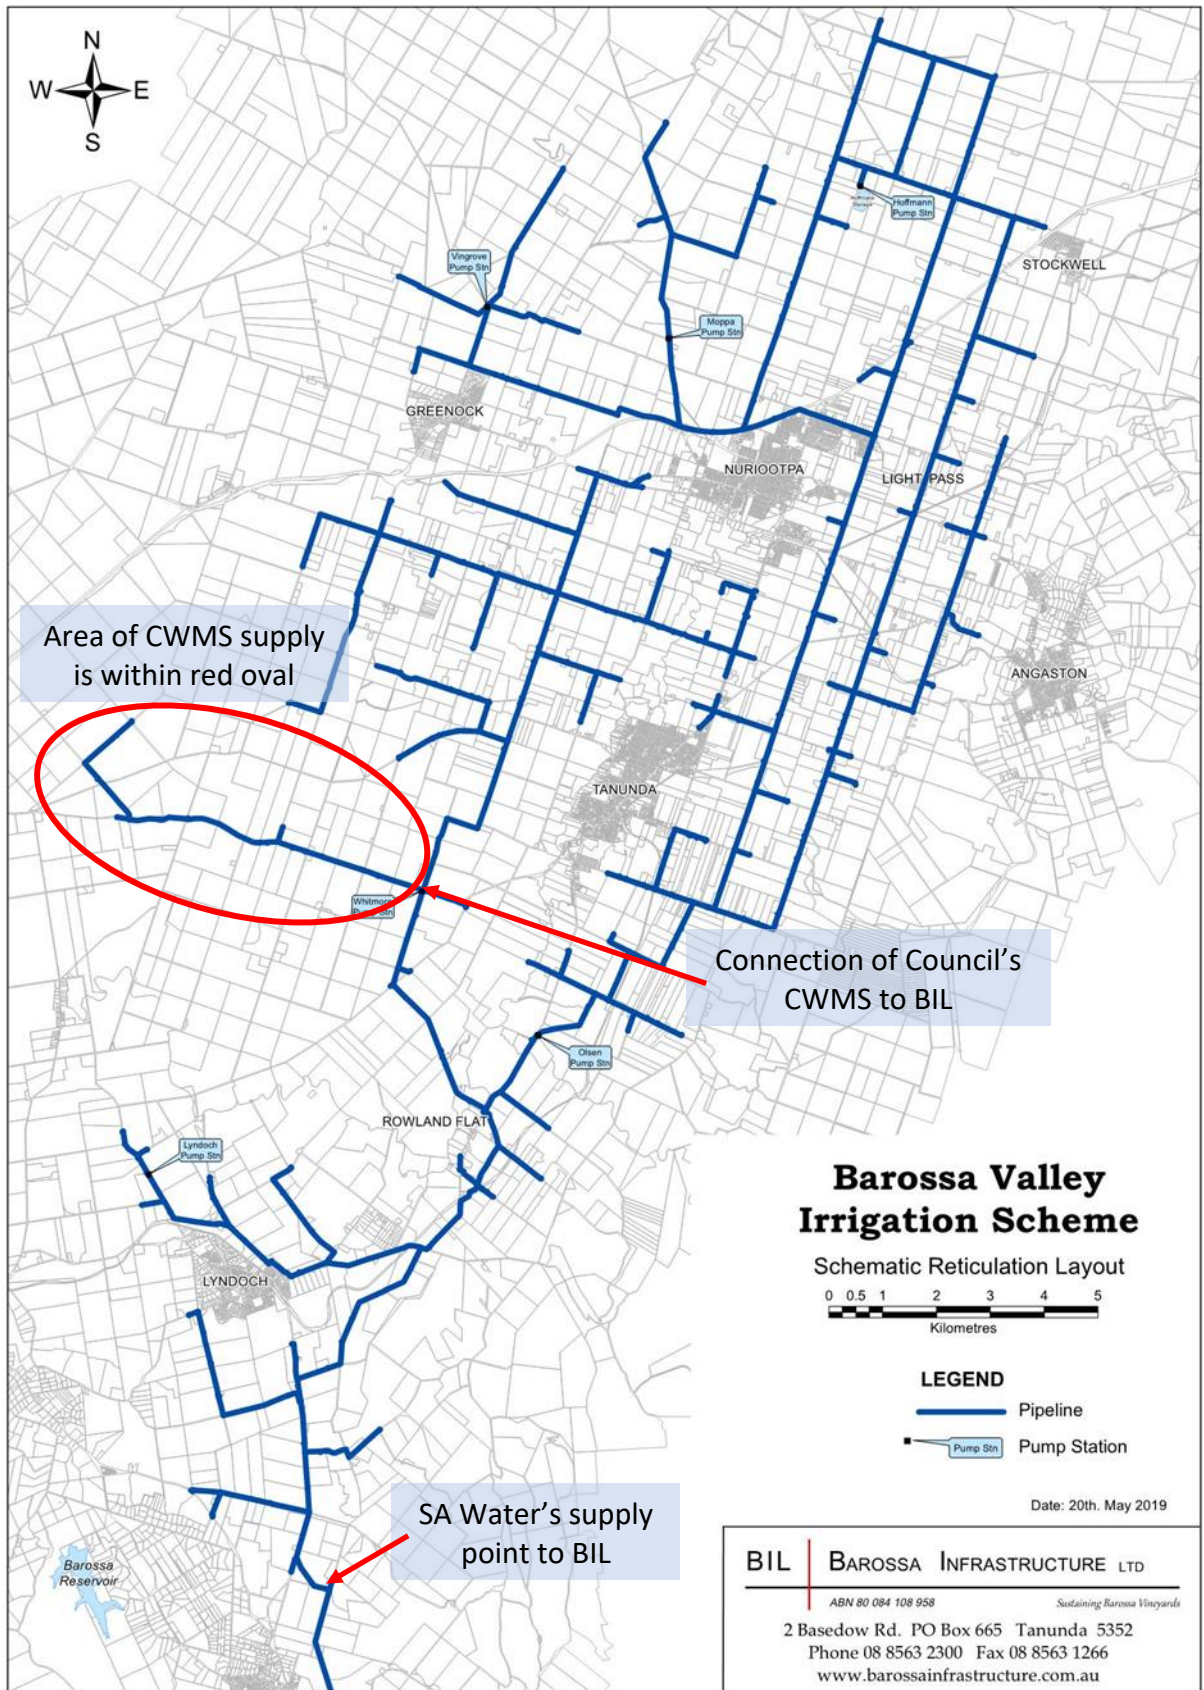 N
W E
S
Hoffmann
Pump Stn
STOCKWELL
Vingrove
Pump Stn
Moppa
Pump Stn
GREENOCK
NURIOOTPA
LIGHT PASS
Area of CWMS supply
is within red oval
ANGASTON
TANUNDA
Whitmore
Pump Stn
Connection of Council’s
CWMS to BIL
Olsen
Pump Stn
ROWLAND FLAT
Lyndoch
Pump Stn
LYNDOCH
Barossa Valley
Irrigation Scheme
Schematic Reticulation Layout
0 0.5 1 2 3 4 5
Kilometres
LEGEND
Pipeline
Pump Stn Pump Station
SA Water’s supply
point to BIL
Date: 20th. May 2019
Barossa
Reservoir
BIL BAROSSA INFRASTRUCTURE LTD
ABN 80 084 108 958 Sustaining Barossa Vineyards
2 Basedow Rd. PO Box 665 Tanunda 5352
Phone 08 8563 2300 Fax 08 8563 1266
www.barossainfrastructure.com.au